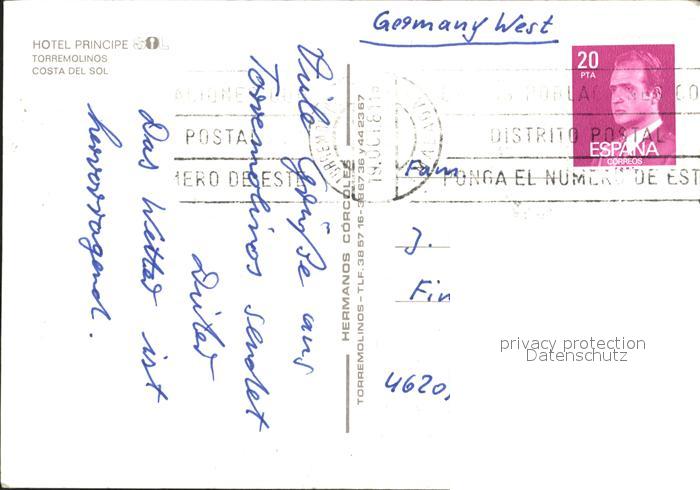 HOTEL PRINCIPE SOL
TORREMOLINOS
COSTA DEL SOL
Viele Grüße aus
Torremolinos sendet
Das Wetter ist
hervorragend.
HERMANOS CORCOLES
TORREMOLINOS - TLF. 38 57 16 - 38 67 36 Y 44 23 67
Germany West
20
PTA
ESPAÑA
CORREOS
DISTRITO POSTAL
PONGA EL NUMERO DE EST
POSTAL
MERO DE ESTE
Fam
J.
Fin
4620,
privacy protection
Datenschutz